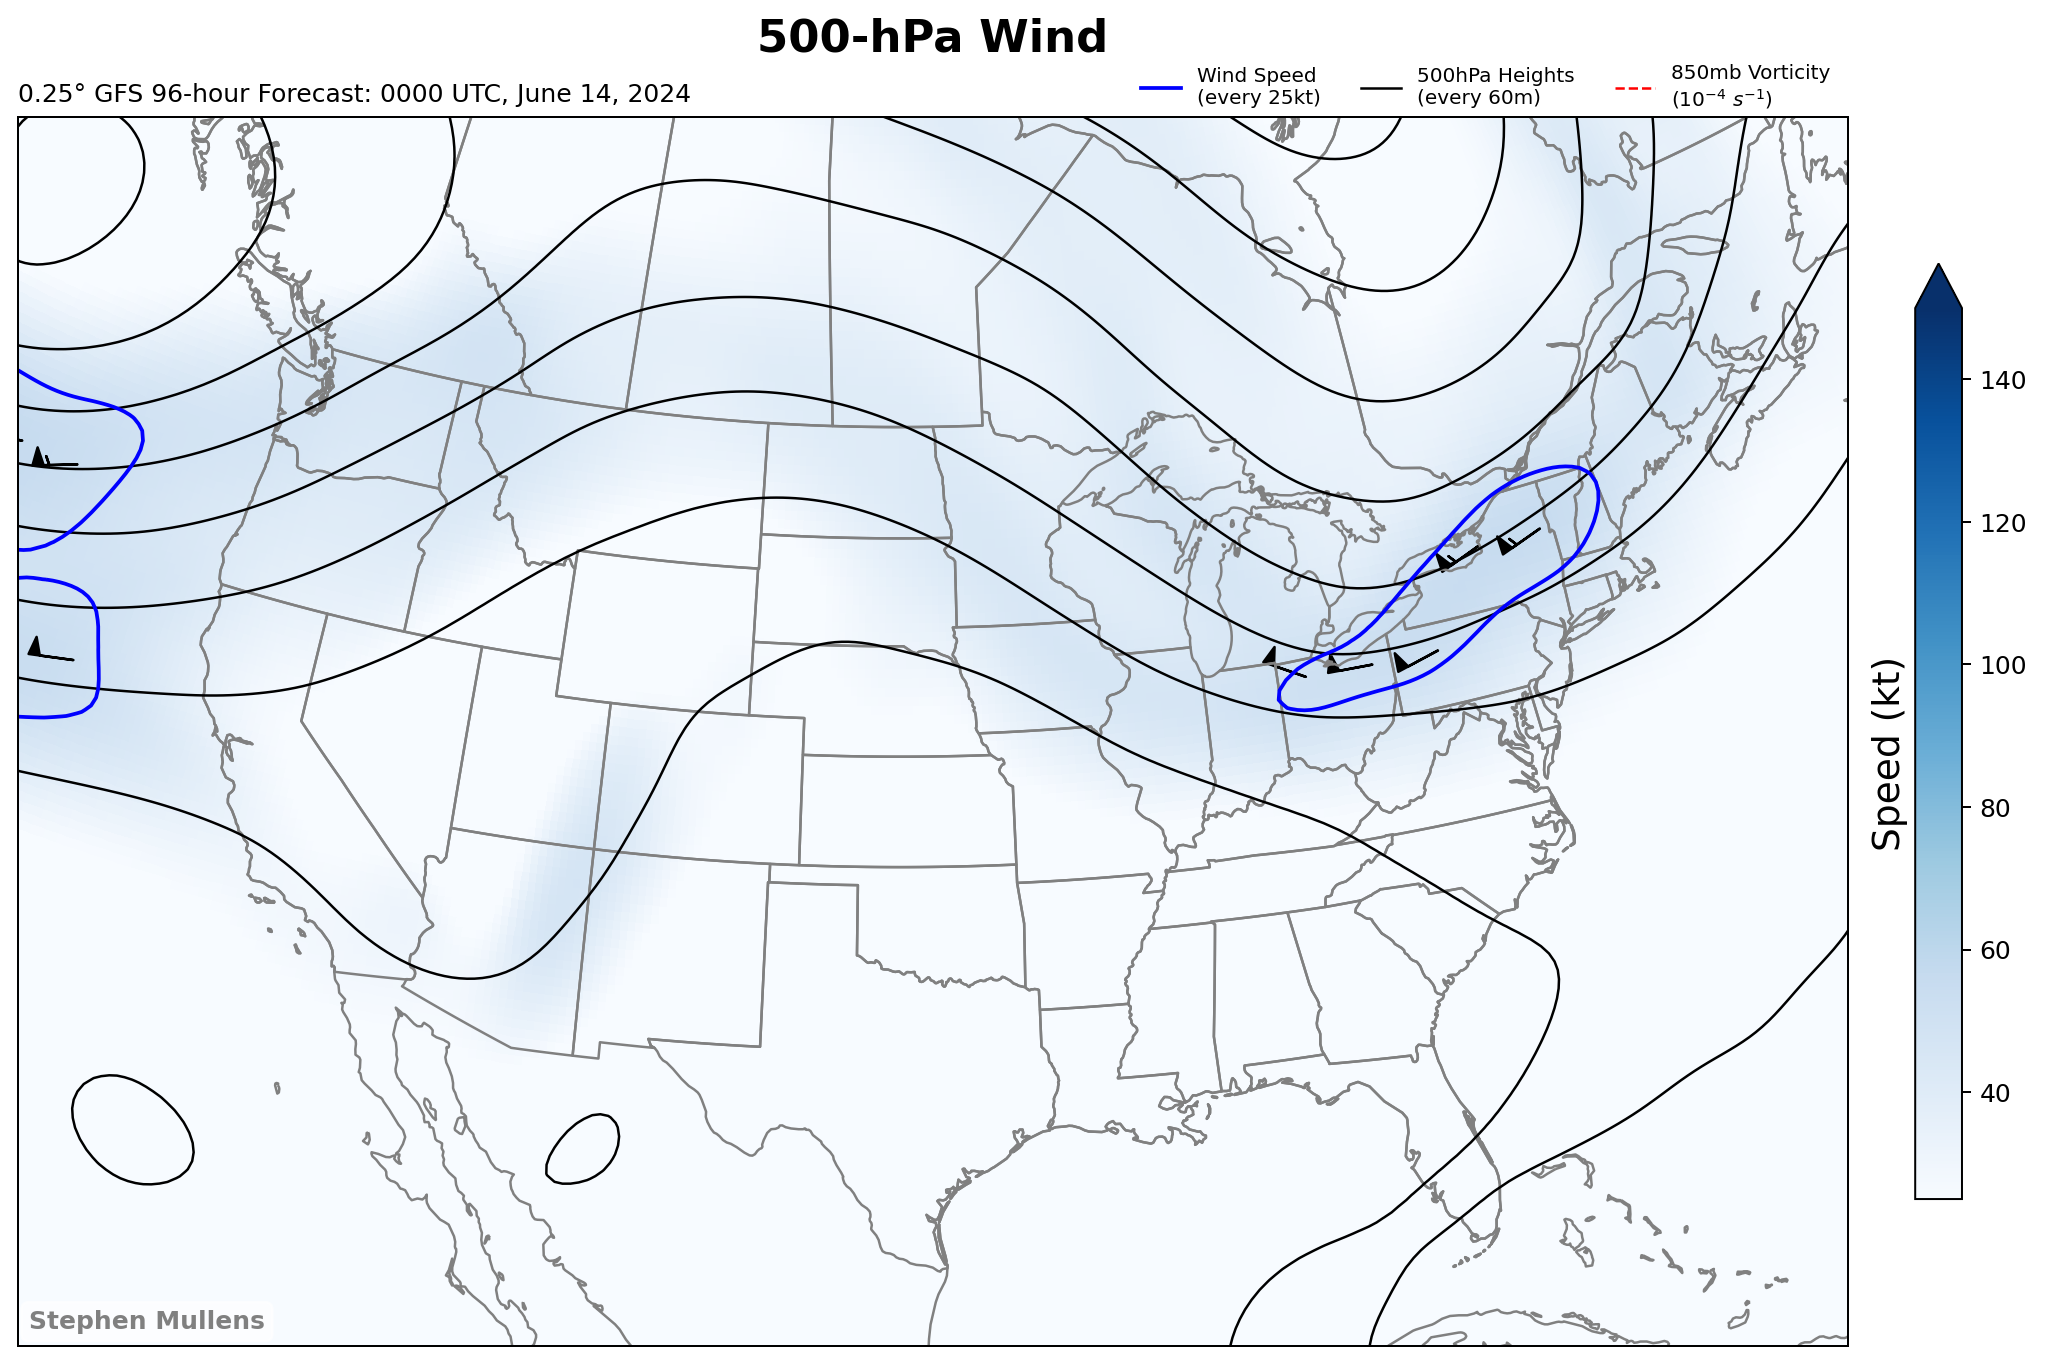 500-hPa Wind
0.25° GFS 96-hour Forecast: 0000 UTC, June 14, 2024
Wind Speed
(every 25kt)
500hPa Heights
(every 60m)
850mb Vorticity
(10⁻⁴ s⁻¹)
140
120
100
80
60
40
Speed (kt)
Stephen Mullens